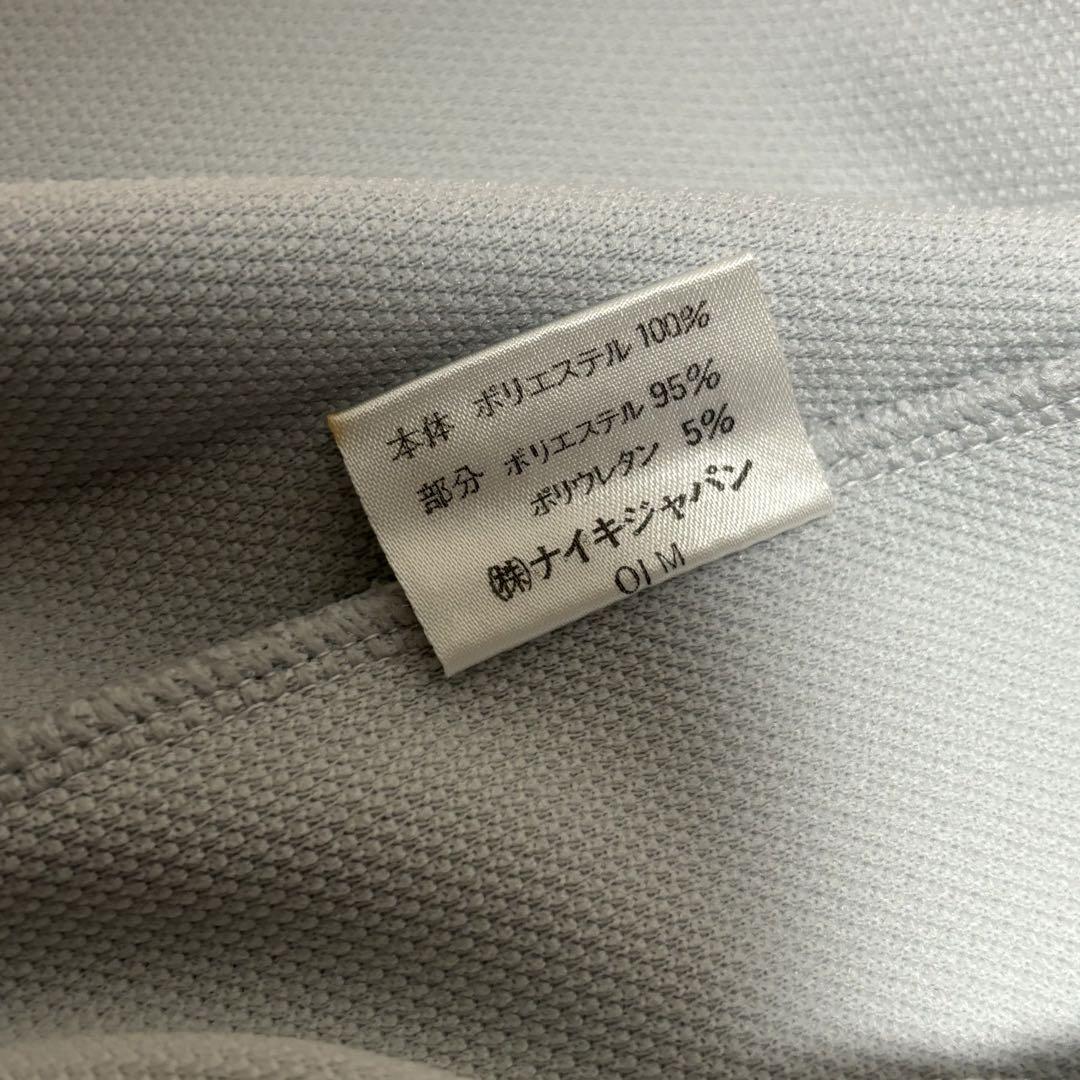 本体 ポリエステル 100%
部分 ポリエステル 95%
ポリウレタン 5%
㈱ナイキジャパン
01 M